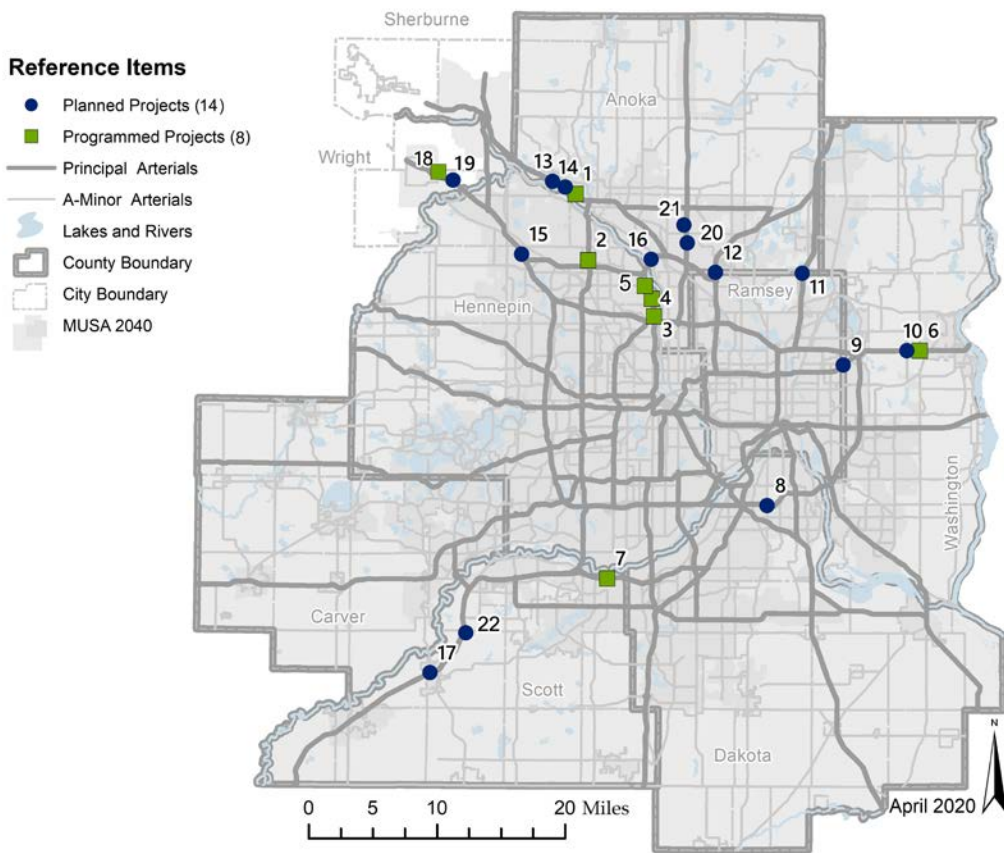 Reference Items
Planned Projects (14)
Programmed Projects (8)
Principal Arterials
A-Minor Arterials
Lakes and Rivers
County Boundary
City Boundary
MUSA 2040
Sherburne
Anoka
Wright
18
19
13
14
1
21
20
15
2
16
12
5
4
3
Hennepin
Ramsey
11
9
10
6
8
Washington
7
Carver
22
17
Scott
Dakota
N
April 2020
0
5
10
20 Miles